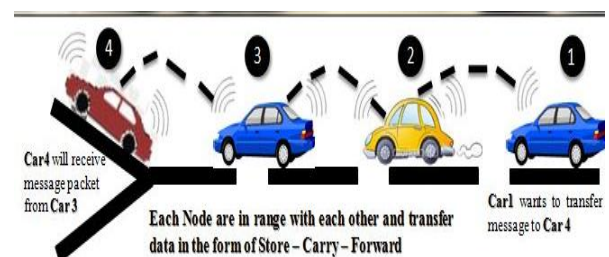 4
3
2
1
Car4 will receive
message packet
from Car 3
Each Node are in range with each other and transfer
data in the form of Store – Carry – Forward
Car1 wants to transfer
message to Car 4